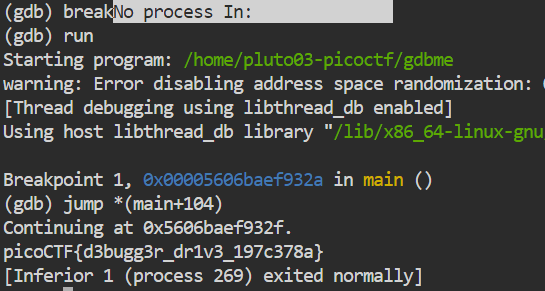 (gdb) breakNo process In:
(gdb) run
Starting program: /home/pluto03-picoctf/gdbme
warning: Error disabling address space randomization:
[Thread debugging using libthread_db enabled]
Using host libthread_db library "/lib/x86_64-linux-gnu
Breakpoint 1, 0x00005606baef932a in main ()
(gdb) jump *(main+104)
Continuing at 0x5606baef932f.
picoCTF{d3bugg3r_dr1v3_197c378a}
[Inferior 1 (process 269) exited normally]